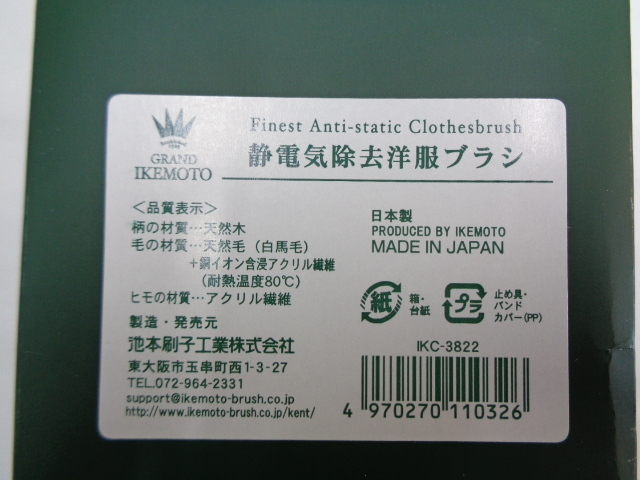 GRAND
IKEMOTO
Finest Anti-static Clothesbrush
静電気除去洋服ブラシ
＜品質表示＞
柄の材質…天然木
毛の材質…天然毛（白馬毛）
＋銅イオン含浸アクリル繊維
（耐熱温度80℃）
ヒモの材質…アクリル繊維
製造・発売元
池本刷子工業株式会社
東大阪市玉串町西1-3-27
TEL.072-964-2331
support@ikemoto-brush.co.jp
http://www.ikemoto-brush.co.jp/kent/
日本製
PRODUCED BY IKEMOTO
MADE IN JAPAN
紙
箱・
台紙
プラ
止め具・
バンド
カバー(PP)
IKC-3822
4 970270 110326